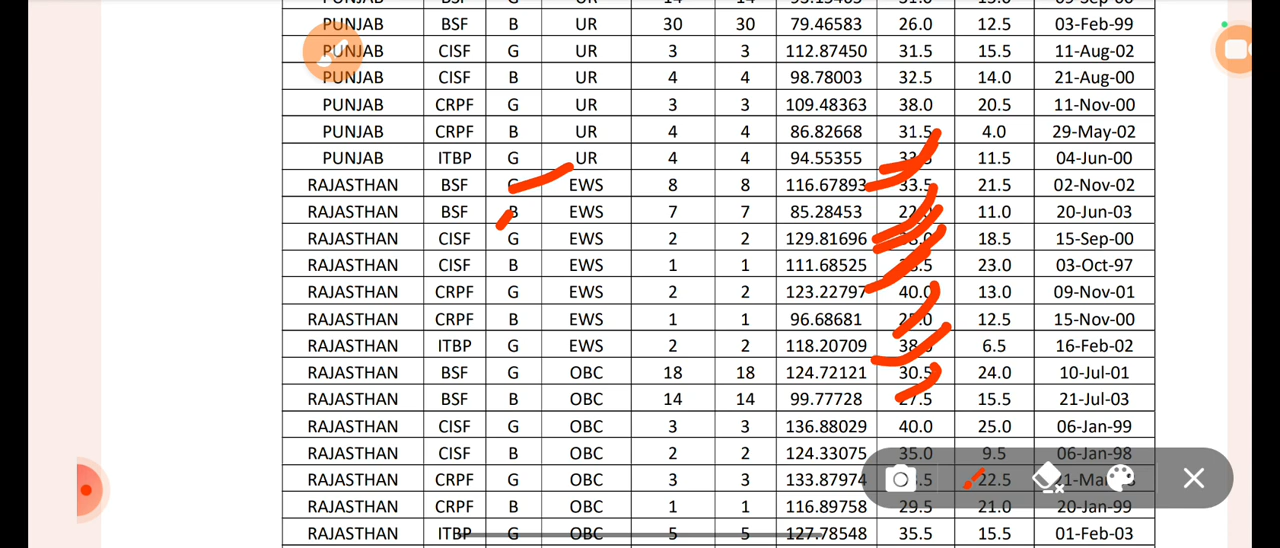 PUNJAB BSF G UR 14 14
PUNJAB BSF B UR 30 30 79.46583 26.0 12.5 03-Feb-99
PUNJAB CISF G UR 3 3 112.87450 31.5 15.5 11-Aug-02
PUNJAB CISF B UR 4 4 98.78003 32.5 14.0 21-Aug-00
PUNJAB CRPF G UR 3 3 109.48363 38.0 20.5 11-Nov-00
PUNJAB CRPF B UR 4 4 86.82668 31.5 4.0 29-May-02
PUNJAB ITBP G UR 4 4 94.55355 11.5 04-Jun-00
RAJASTHAN BSF G EWS 8 8 116.67893 33.5 21.5 02-Nov-02
RAJASTHAN BSF B EWS 7 7 85.28453 11.0 20-Jun-03
RAJASTHAN CISF G EWS 2 2 129.81696 18.5 15-Sep-00
RAJASTHAN CISF B EWS 1 1 111.68525 23.0 03-Oct-97
RAJASTHAN CRPF G EWS 2 2 123.22797 40.0 13.0 09-Nov-01
RAJASTHAN CRPF B EWS 1 1 96.68681 12.5 15-Nov-00
RAJASTHAN ITBP G EWS 2 2 118.20709 6.5 16-Feb-02
RAJASTHAN BSF G OBC 18 18 124.72121 30.5 24.0 10-Jul-01
RAJASTHAN BSF B OBC 14 14 99.77728 27.5 15.5 21-Jul-03
RAJASTHAN CISF G OBC 3 3 136.88029 40.0 25.0 06-Jan-99
RAJASTHAN CISF B OBC 2 2 124.33075 35.0 9.5 06-Jan-98
RAJASTHAN CRPF G OBC 3 3 133.87974 22.5
RAJASTHAN CRPF B OBC 1 1 116.89758 29.5 21.0 20-Jan-99
RAJASTHAN ITBP G OBC 5 5 127.78548 35.5 15.5 01-Feb-03